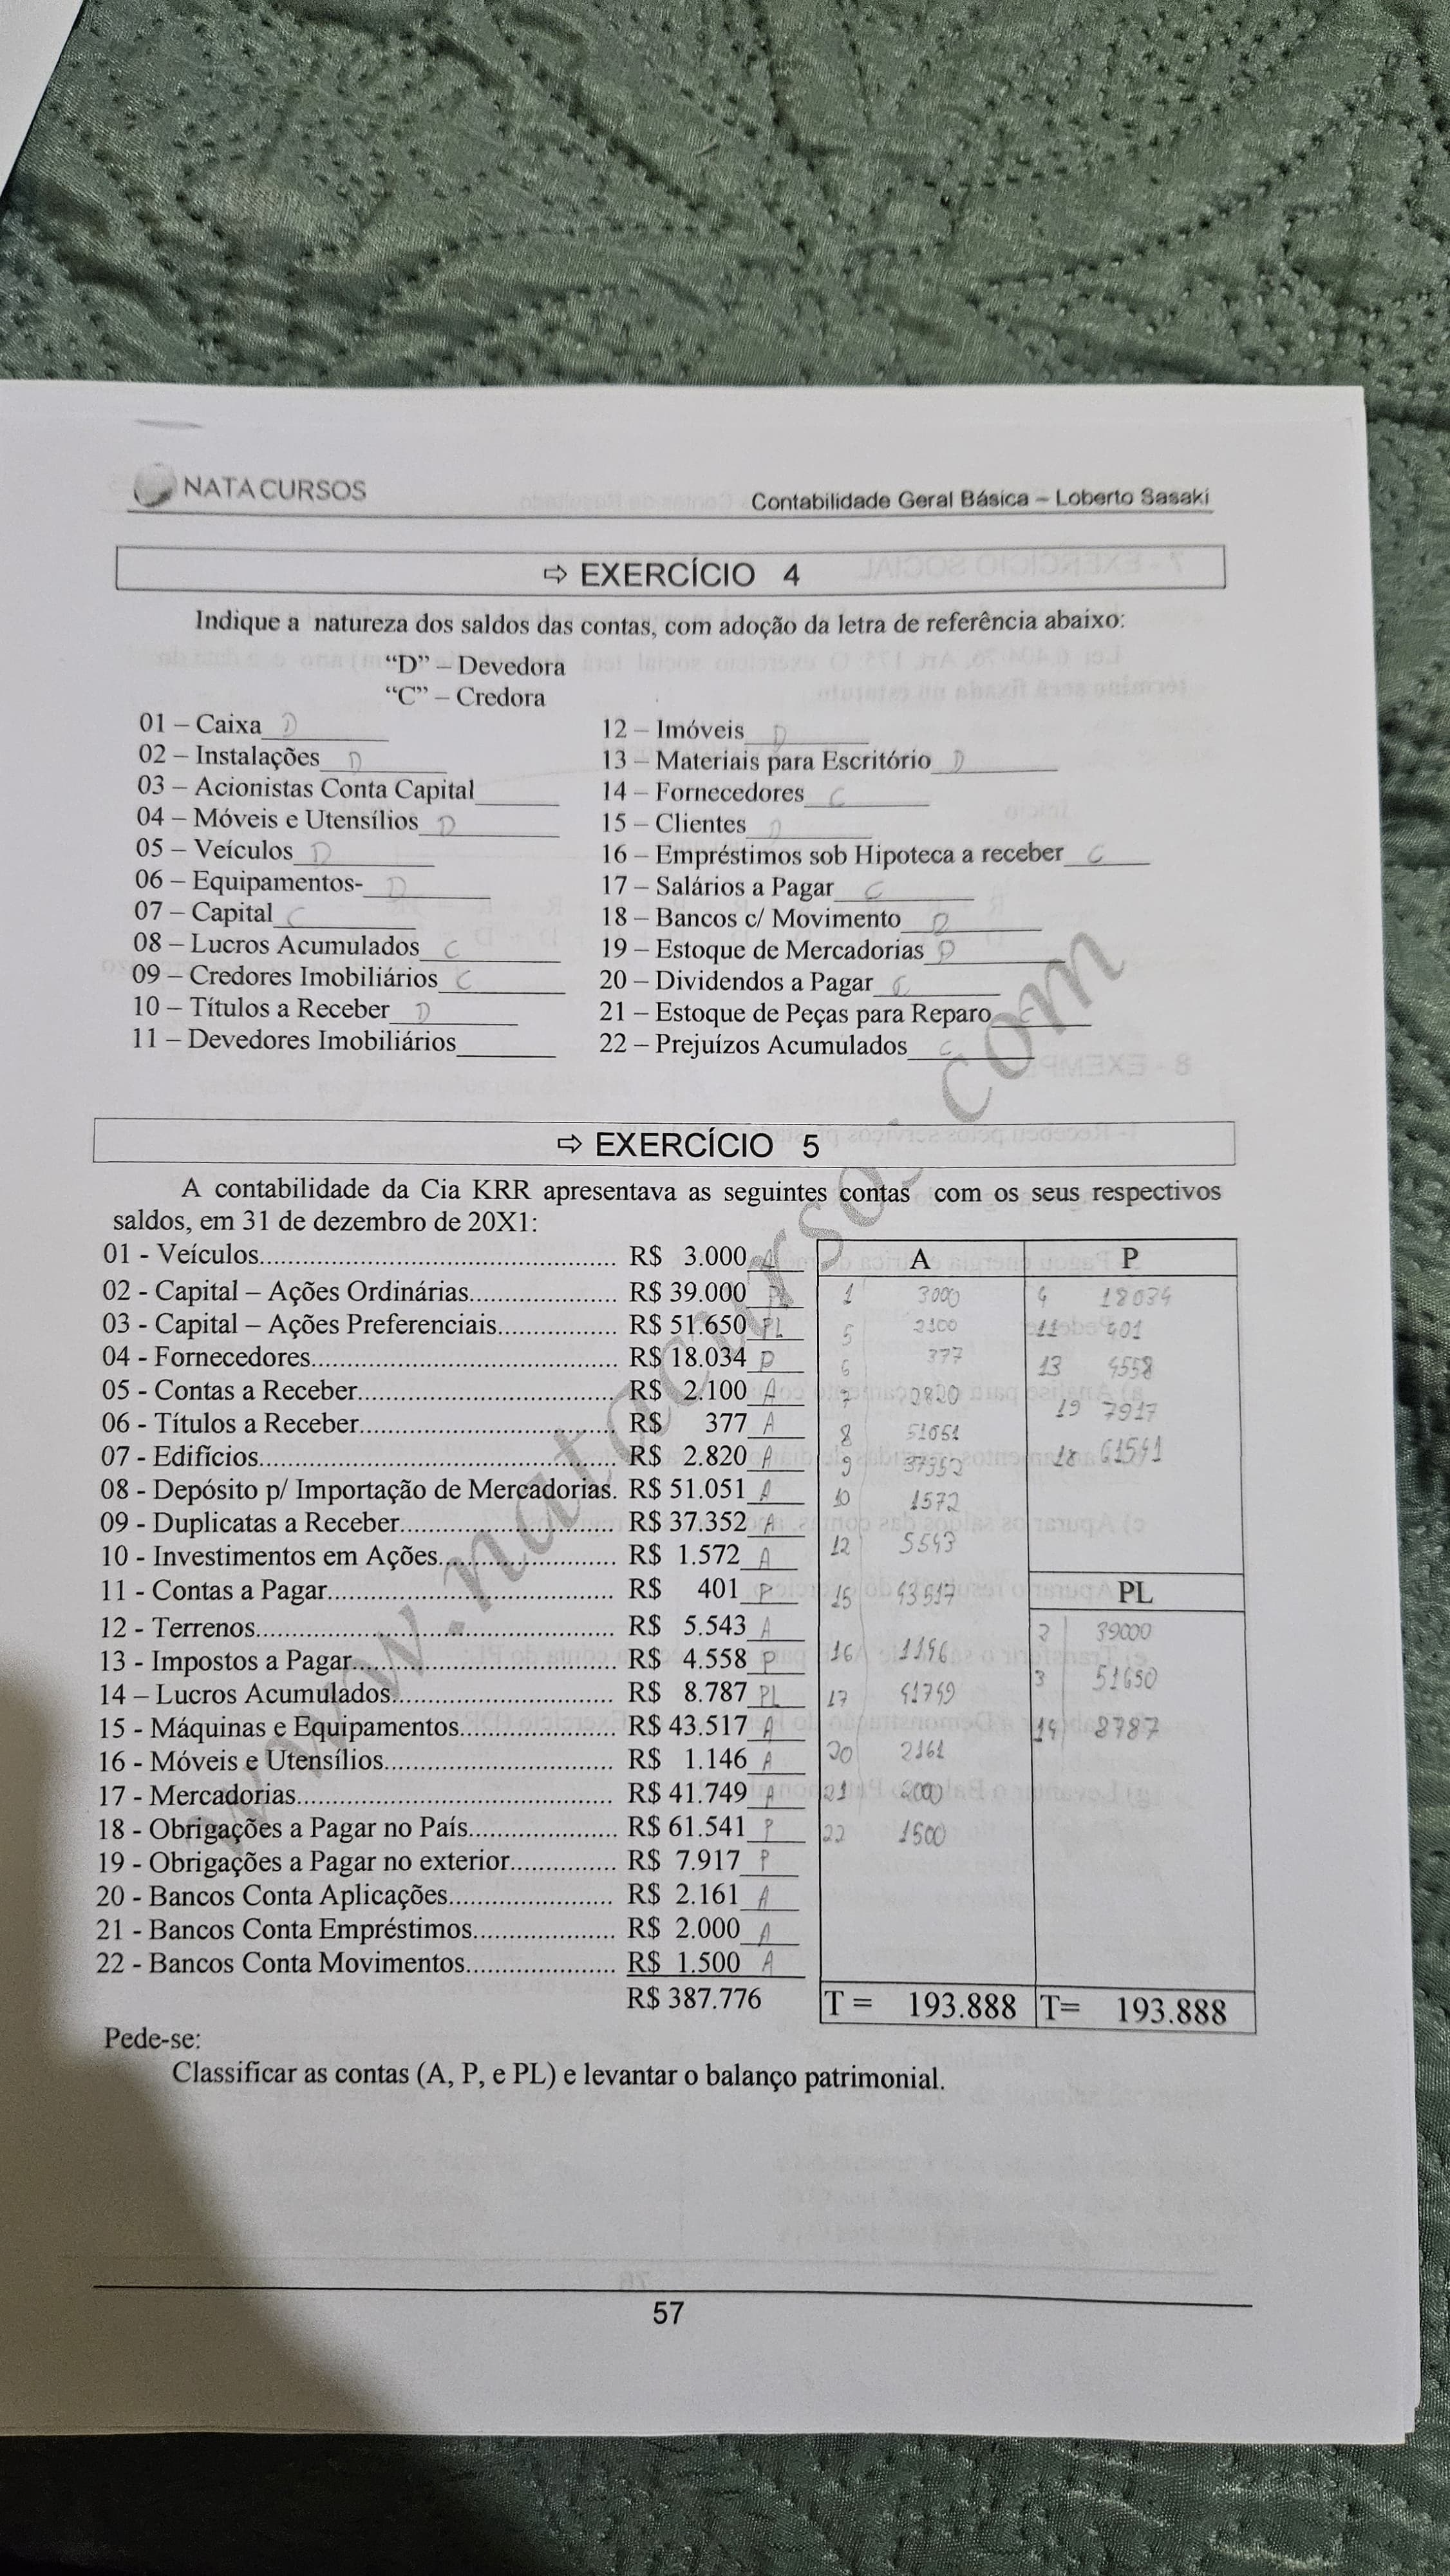 NATA CURSOS
Contabilidade Geral Básica – Loberto Sasaki
⇨ EXERCÍCIO 4
Indique a natureza dos saldos das contas, com adoção da letra de referência abaixo:
“D” – Devedora
“C” – Credora
01 – Caixa D
02 – Instalações D
03 – Acionistas Conta Capital
04 – Móveis e Utensílios D
05 – Veículos D
06 – Equipamentos- D
07 – Capital C
08 – Lucros Acumulados C
09 – Credores Imobiliários C
10 – Títulos a Receber D
11 – Devedores Imobiliários
12 – Imóveis D
13 – Materiais para Escritório D
14 – Fornecedores C
15 – Clientes D
16 – Empréstimos sob Hipoteca a receber C
17 – Salários a Pagar C
18 – Bancos c/ Movimento D
19 – Estoque de Mercadorias D
20 – Dividendos a Pagar C
21 – Estoque de Peças para Reparo C
22 – Prejuízos Acumulados C
⇨ EXERCÍCIO 5
A contabilidade da Cia KRR apresentava as seguintes contas com os seus respectivos
saldos, em 31 de dezembro de 20X1:
01 - Veículos.................................................... R$ 3.000 A
02 - Capital – Ações Ordinárias...................... R$ 39.000 PL
03 - Capital – Ações Preferenciais.................. R$ 51.650 PL
04 - Fornecedores............................................. R$ 18.034 P
05 - Contas a Receber...................................... R$ 2.100 A
06 - Títulos a Receber...................................... R$ 377 A
07 - Edifícios.................................................... R$ 2.820 A
08 - Depósito p/ Importação de Mercadorias. R$ 51.051 A
09 - Duplicatas a Receber................................ R$ 37.352 A
10 - Investimentos em Ações........................... R$ 1.572 A
11 - Contas a Pagar.......................................... R$ 401 P
12 - Terrenos.................................................... R$ 5.543 A
13 - Impostos a Pagar....................................... R$ 4.558 P
14 – Lucros Acumulados................................. R$ 8.787 PL
15 - Máquinas e Equipamentos....................... R$ 43.517 A
16 - Móveis e Utensílios.................................. R$ 1.146 A
17 - Mercadorias............................................... R$ 41.749 A
18 - Obrigações a Pagar no País...................... R$ 61.541 P
19 - Obrigações a Pagar no exterior................ R$ 7.917 P
20 - Bancos Conta Aplicações........................ R$ 2.161 A
21 - Bancos Conta Empréstimos..................... R$ 2.000 A
22 - Bancos Conta Movimentos...................... R$ 1.500 A
R$ 387.776
A
1 3000
5 2100
6 377
7 2820
8 51051
9 37352
10 1572
12 5543
15 43517
16 1146
17 41749
20 2161
21 2000
22 1500
T = 193.888
P
4 18034
11 401
13 4558
19 7917
18 61541
PL
2 39000
3 51650
14 8787
T= 193.888
Pede-se:
Classificar as contas (A, P, e PL) e levantar o balanço patrimonial.
www.natacursos.com
57